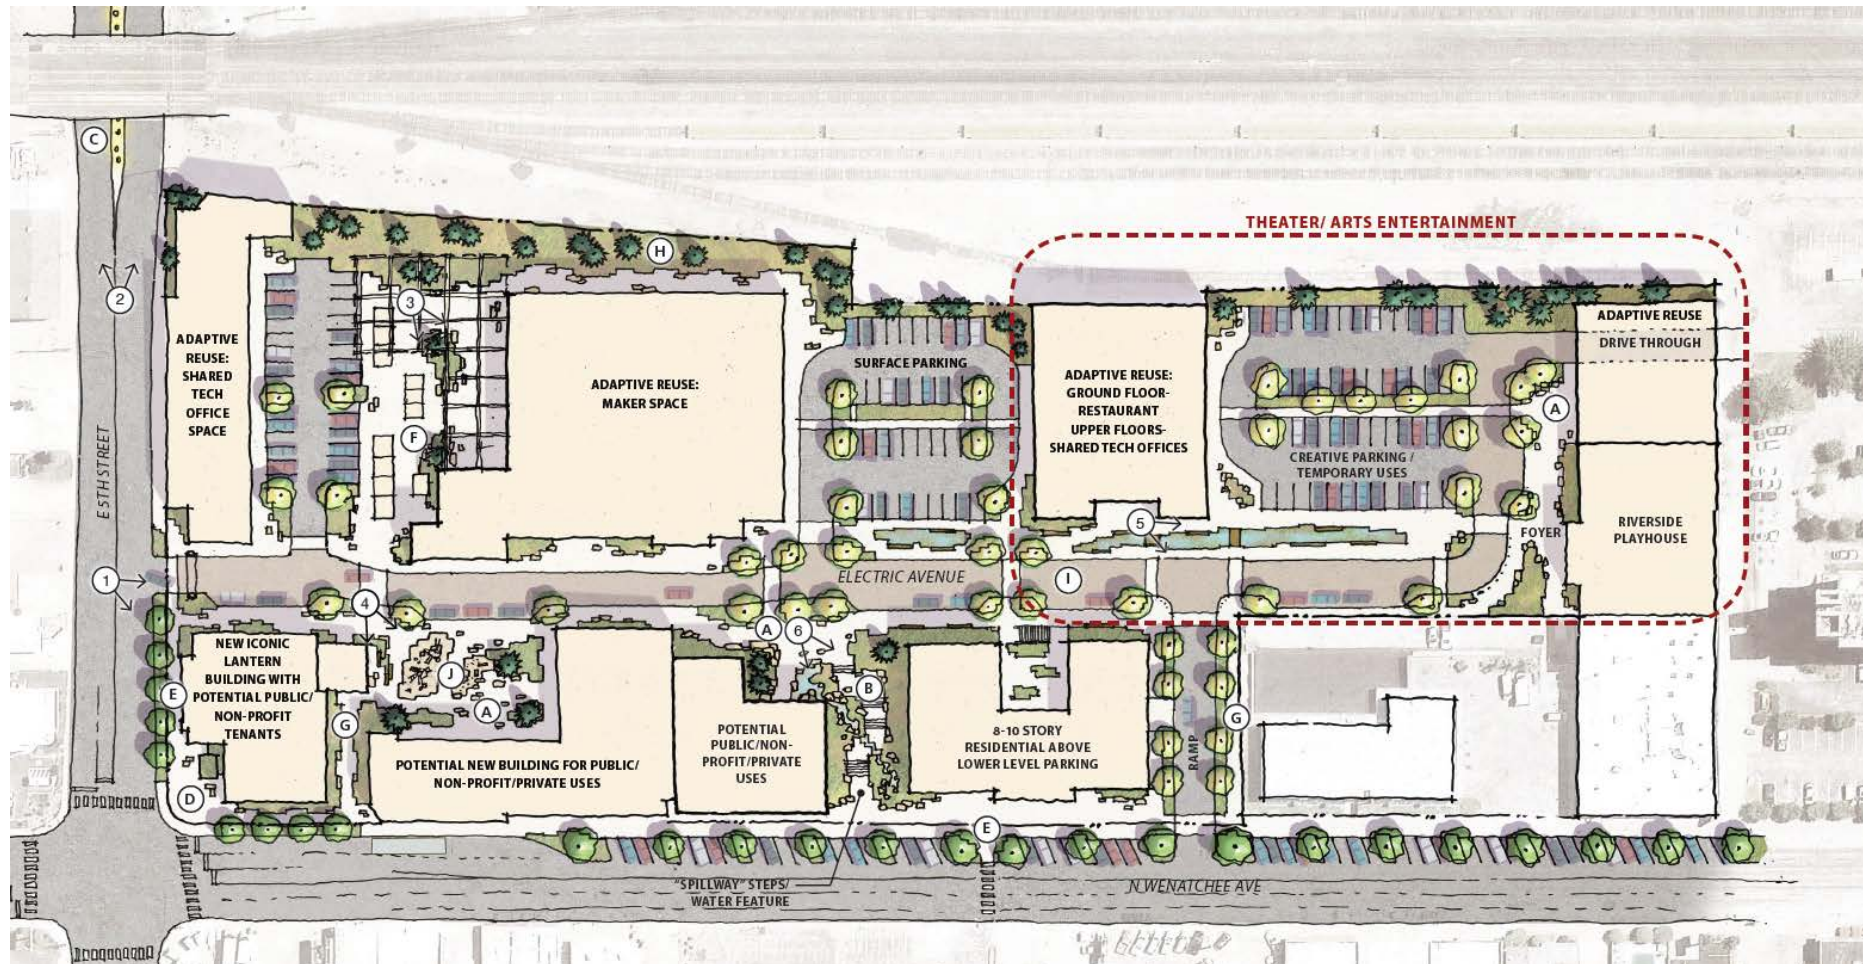 C
THEATER/ ARTS ENTERTAINMENT
H
2
3
ADAPTIVE
REUSE:
SHARED
TECH
OFFICE
SPACE
ADAPTIVE REUSE:
MAKER SPACE
SURFACE PARKING
ADAPTIVE REUSE:
GROUND FLOOR-
RESTAURANT
UPPER FLOORS-
SHARED TECH OFFICES
ADAPTIVE REUSE
DRIVE THROUGH
A
F
CREATIVE PARKING /
TEMPORARY USES
E 5TH STREET
5
FOYER
RIVERSIDE
PLAYHOUSE
1
ELECTRIC AVENUE
I
4
A
6
NEW ICONIC
LANTERN
BUILDING WITH
POTENTIAL PUBLIC/
NON-PROFIT
TENANTS
J
A
E
G
B
G
POTENTIAL NEW BUILDING FOR PUBLIC/
NON-PROFIT/PRIVATE USES
POTENTIAL
PUBLIC/NON-
PROFIT/PRIVATE
USES
8-10 STORY
RESIDENTIAL ABOVE
LOWER LEVEL PARKING
RAMP
D
E
"SPILLWAY" STEPS/
WATER FEATURE
N WENATCHEE AVE